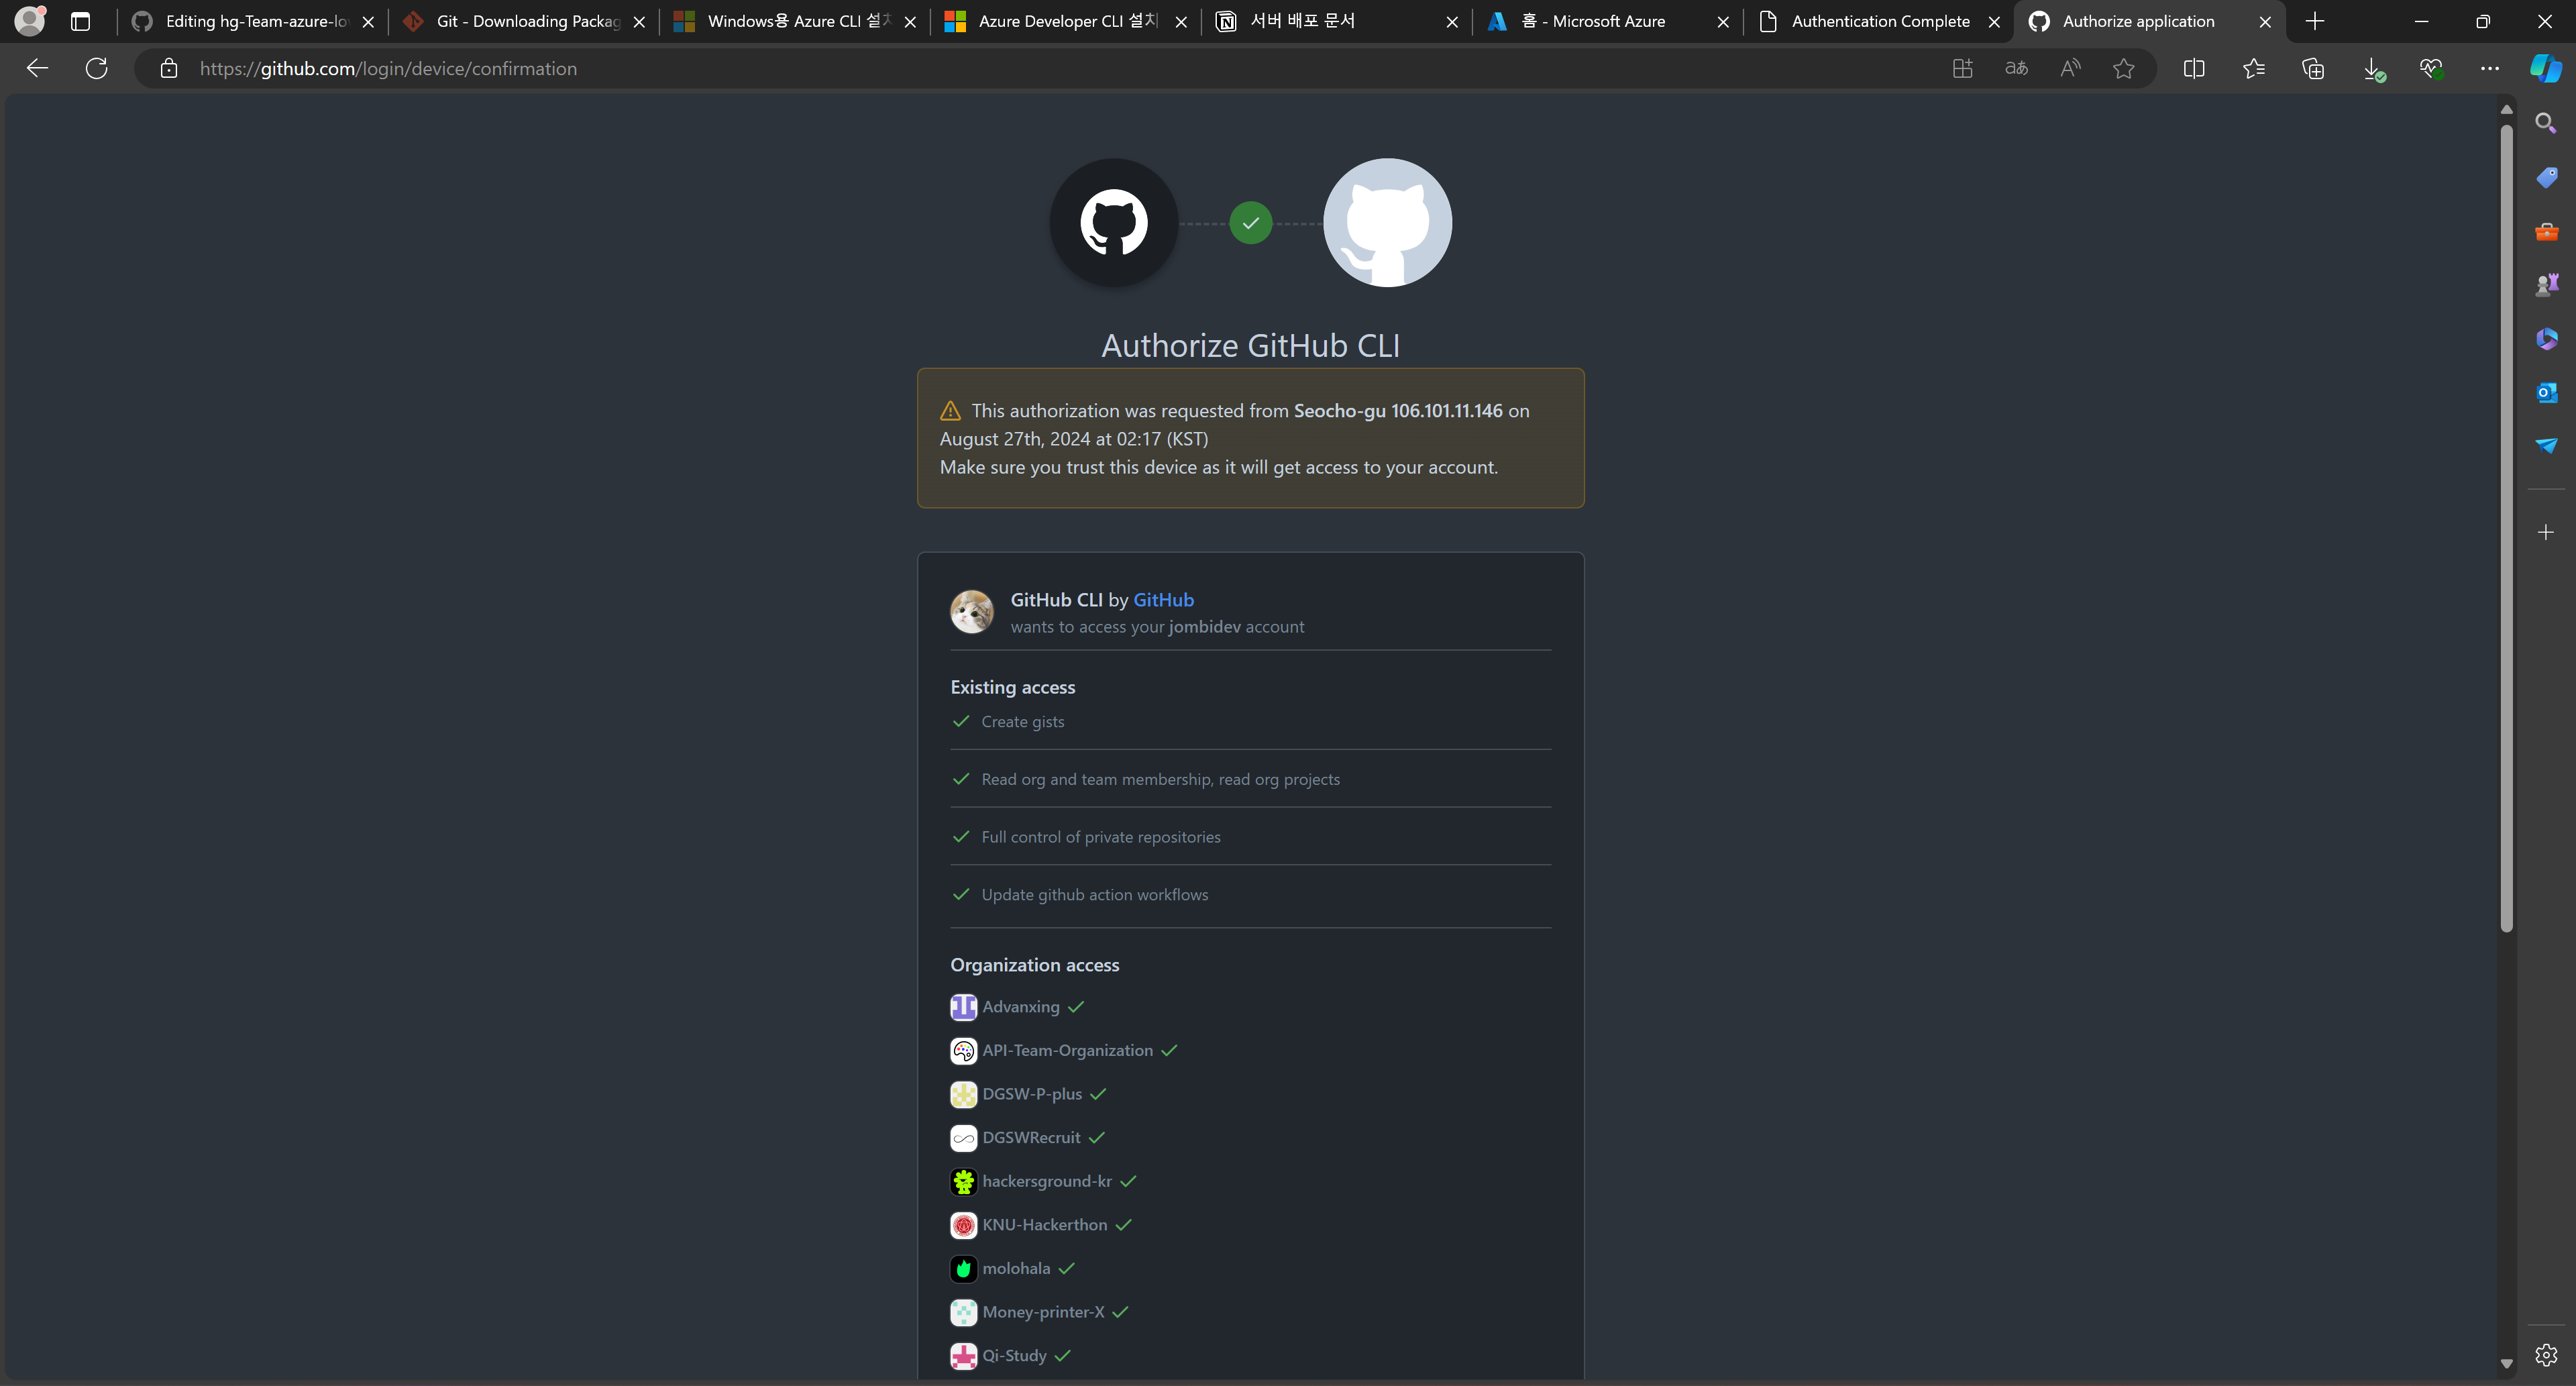 Editing hg-Team-azure-lo
Git - Downloading Packag
Windows용 Azure CLI 설치
Azure Developer CLI 설치
서버 배포 문서
홈 - Microsoft Azure
Authentication Complete
Authorize application
https://github.com/login/device/confirmation
Authorize GitHub CLI
This authorization was requested from Seocho-gu 106.101.11.146 on
August 27th, 2024 at 02:17 (KST)
Make sure you trust this device as it will get access to your account.
GitHub CLI by GitHub
wants to access your jombidev account
Existing access
Create gists
Read org and team membership, read org projects
Full control of private repositories
Update github action workflows
Organization access
Advanxing
API-Team-Organization
DGSW-P-plus
DGSWRecruit
hackersground-kr
KNU-Hackerthon
molohala
Money-printer-X
Qi-Study